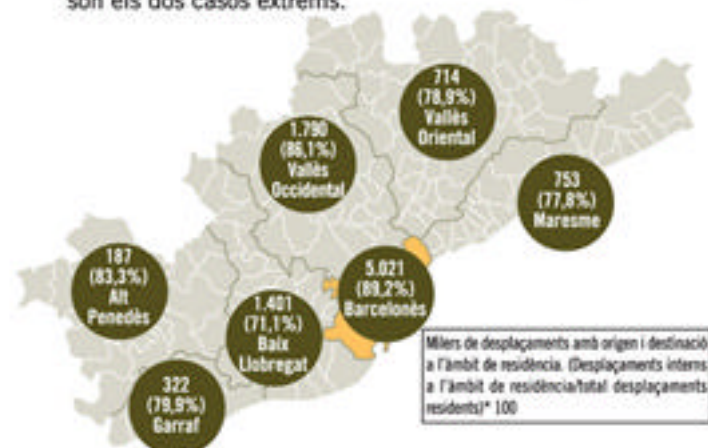 són els dos casos extrems.
714
(78,9%)
Vallès
Oriental
1.790
(86,1%)
Vallès
Occidental
753
(77,8%)
Maresme
187
(83,3%)
Alt
Penedès
5.021
(89,2%)
Barcelonès
1.401
(71,1%)
Baix
Llobregat
322
(79,9%)
Garraf
Milers de desplaçaments amb origen i destinació
a l'àmbit de residència. (Desplaçaments interns
a l'àmbit de residència/total desplaçaments
residents)* 100